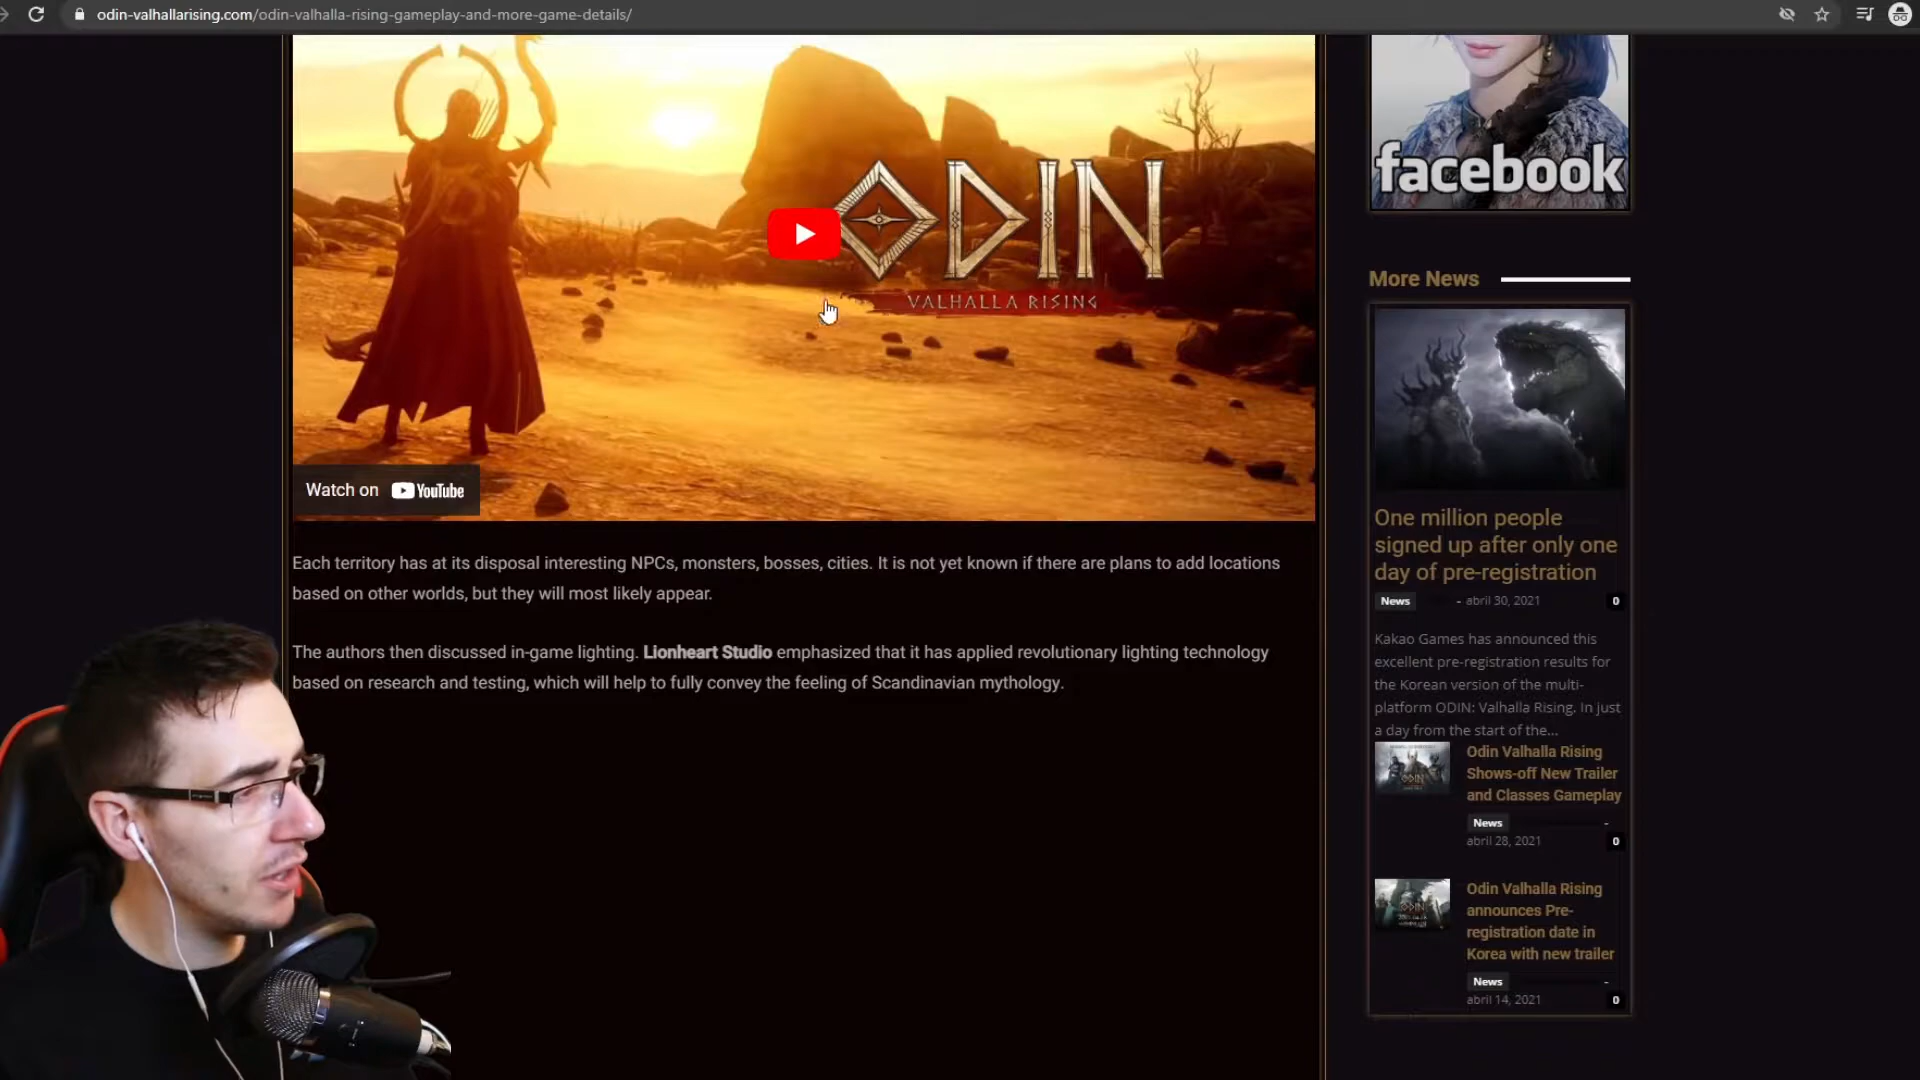 odin-valhallarising.com/odin-valhalla-rising-gameplay-and-more-game-details/
ODIN
VALHALLA RISING
Watch on YouTube
Each territory has at its disposal interesting NPCs, monsters, bosses, cities. It is not yet known if there are plans to add locations
based on other worlds, but they will most likely appear.
The authors then discussed in-game lighting. Lionheart Studio emphasized that it has applied revolutionary lighting technology
based on research and testing, which will help to fully convey the feeling of Scandinavian mythology.
facebook
More News
One million people
signed up after only one
day of pre-registration
News - abril 30, 2021 0
Kakao Games has announced this
excellent pre-registration results for
the Korean version of the multi-
platform ODIN: Valhalla Rising. In just
a day from the start of the...
Odin Valhalla Rising
Shows-off New Trailer
and Classes Gameplay
News -
abril 28, 2021 0
Odin Valhalla Rising
announces Pre-
registration date in
Korea with new trailer
News -
abril 14, 2021 0